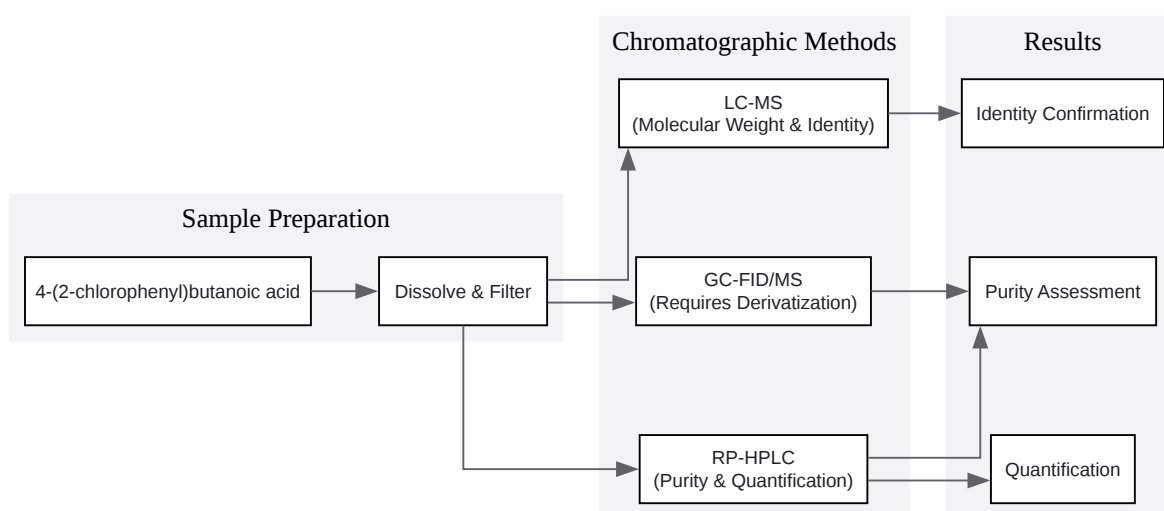 Sample Preparation
4-(2-chlorophenyl)butanoic acid
Dissolve & Filter
Chromatographic Methods
LC-MS
(Molecular Weight & Identity)
GC-FID/MS
(Requires Derivatization)
RP-HPLC
(Purity & Quantification)
Results
Identity Confirmation
Purity Assessment
Quantification